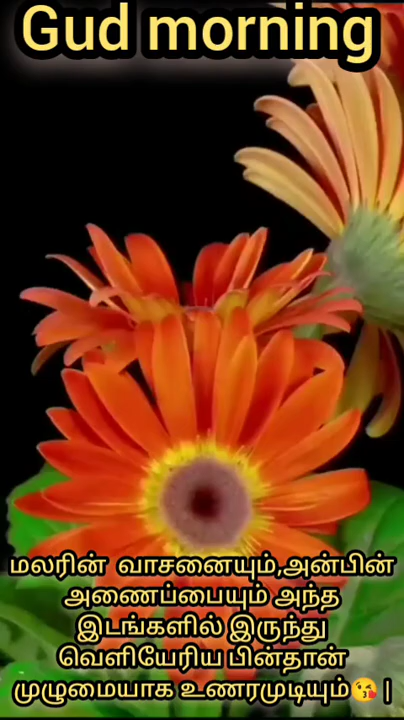 Gud morning
மலரின் வாசனையும்,அன்பின்
அணைப்பையும் அந்த
இடங்களில் இருந்து
வெளியேரிய பின்தான்
முழுமையாக உணரமுடியும்😘 |